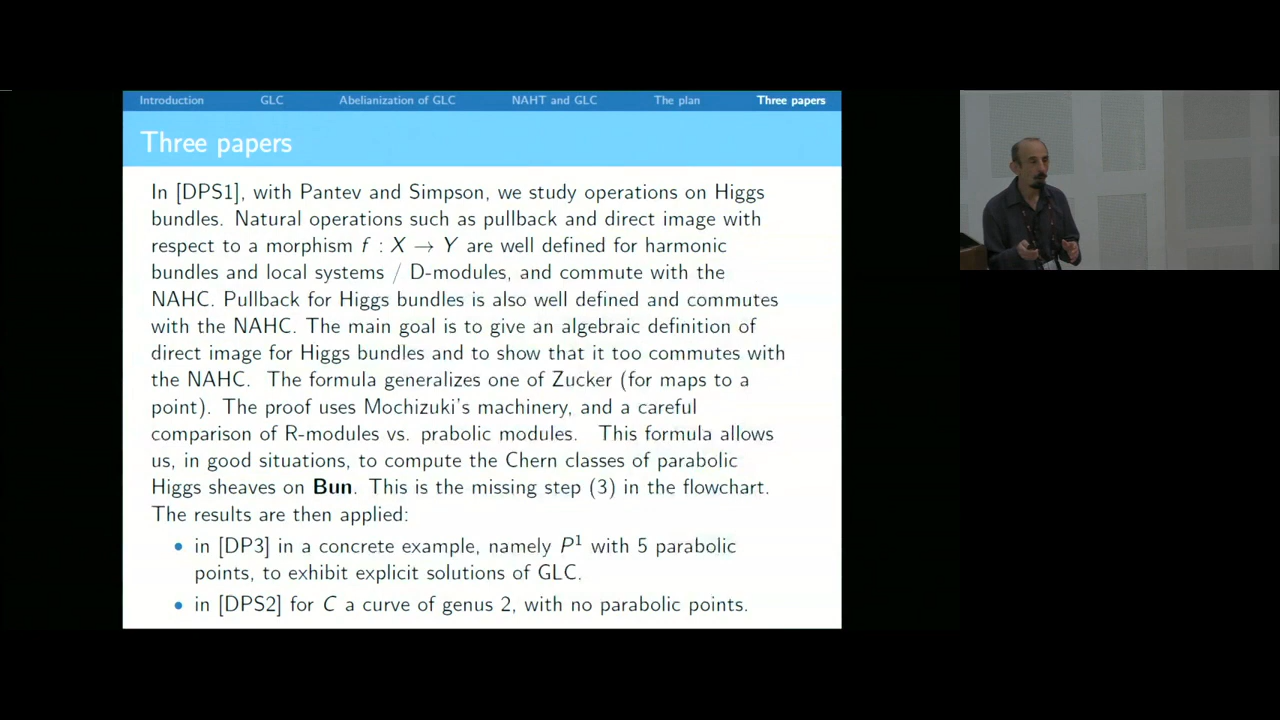 Introduction GLC Abelianization of GLC NAHT and GLC The plan Three papers
Three papers
In [DPS1], with Pantev and Simpson, we study operations on Higgs
bundles. Natural operations such as pullback and direct image with
respect to a morphism f : X → Y are well defined for harmonic
bundles and local systems / D-modules, and commute with the
NAHC. Pullback for Higgs bundles is also well defined and commutes
with the NAHC. The main goal is to give an algebraic definition of
direct image for Higgs bundles and to show that it too commutes with
the NAHC. The formula generalizes one of Zucker (for maps to a
point). The proof uses Mochizuki's machinery, and a careful
comparison of R-modules vs. prabolic modules. This formula allows
us, in good situations, to compute the Chern classes of parabolic
Higgs sheaves on Bun. This is the missing step (3) in the flowchart.
The results are then applied:
• in [DP3] in a concrete example, namely P¹ with 5 parabolic
points, to exhibit explicit solutions of GLC.
• in [DPS2] for C a curve of genus 2, with no parabolic points.